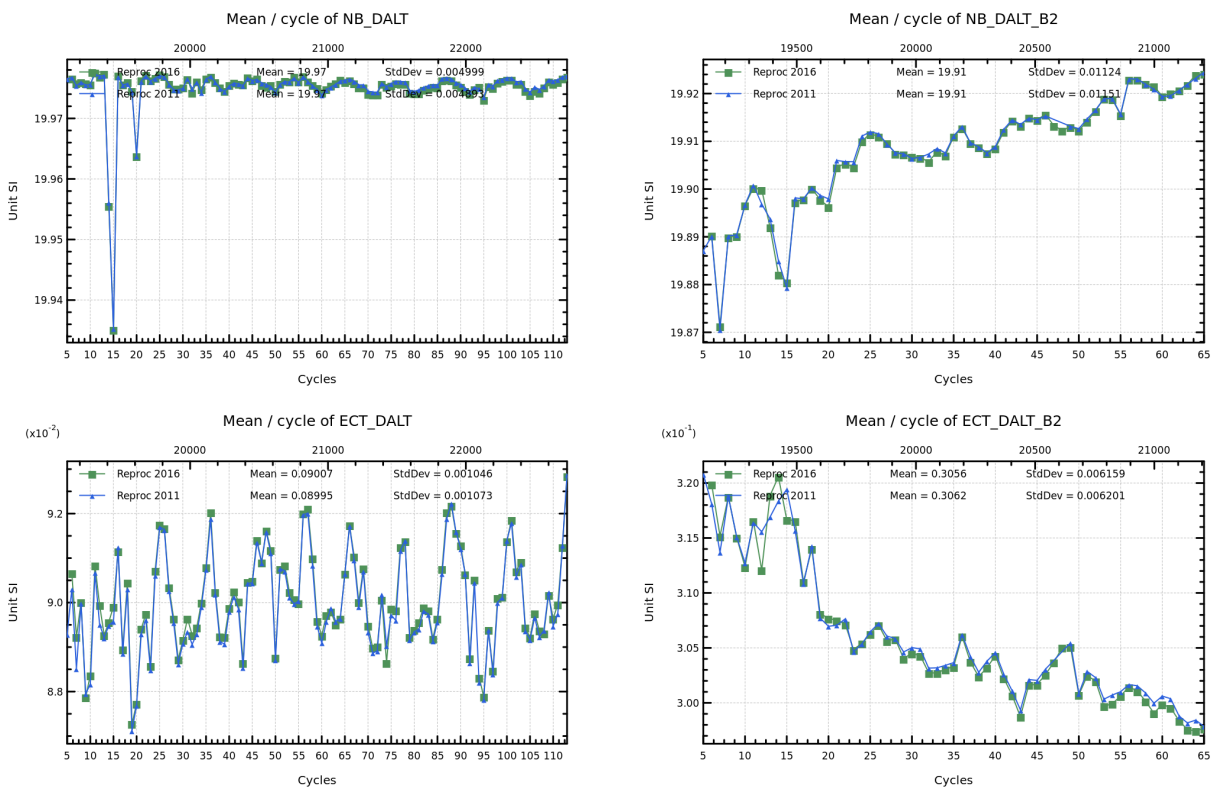 Mean / cycle of NB_DALT
20000 21000 22000
Reproc 2016 Mean = 19.97 StdDev = 0.004999
Reproc 2011 Mean = 19.97 StdDev = 0.004893
19.97
19.96
19.95
19.94
Unit SI
5 10 15 20 25 30 35 40 45 50 55 60 65 70 75 80 85 90 95 100 105 110
Cycles
Mean / cycle of NB_DALT_B2
19500 20000 20500 21000
Reproc 2016 Mean = 19.91 StdDev = 0.01124
Reproc 2011 Mean = 19.91 StdDev = 0.01151
19.92
19.91
19.90
19.89
19.88
19.87
Unit SI
5 10 15 20 25 30 35 40 45 50 55 60 65
Cycles
Mean / cycle of ECT_DALT
(x10⁻²)
20000 21000 22000
Reproc 2016 Mean = 0.09007 StdDev = 0.001046
Reproc 2011 Mean = 0.08995 StdDev = 0.001073
9.2
9.0
8.8
Unit SI
5 10 15 20 25 30 35 40 45 50 55 60 65 70 75 80 85 90 95 100 105 110
Cycles
Mean / cycle of ECT_DALT_B2
(x10⁻¹)
19500 20000 20500 21000
Reproc 2016 Mean = 0.3056 StdDev = 0.006159
Reproc 2011 Mean = 0.3062 StdDev = 0.006201
3.20
3.15
3.10
3.05
3.00
Unit SI
5 10 15 20 25 30 35 40 45 50 55 60 65
Cycles